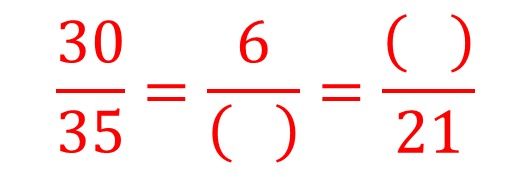 30/35 = 6/(  ) = (  )/21